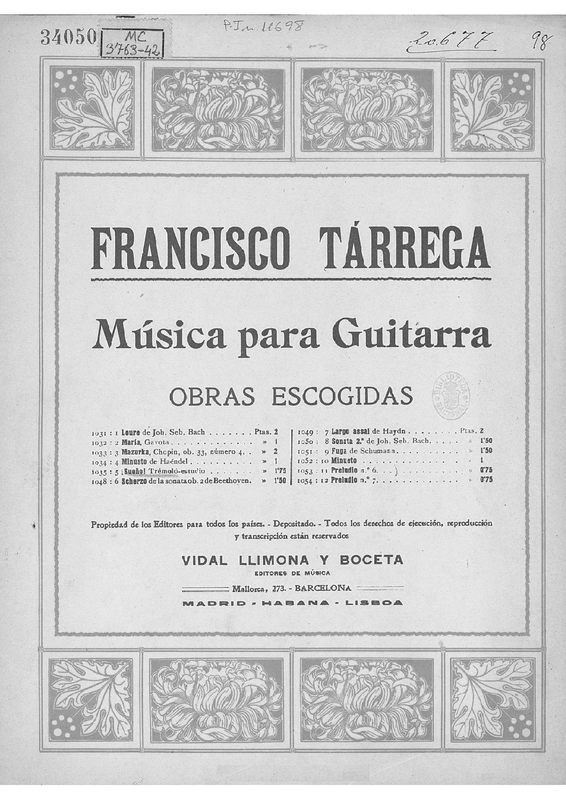 34050
MC
3763-42
20.677
98
FRANCISCO TÁRREGA
Música para Guitarra
OBRAS ESCOGIDAS
1031 : 1 Loure de Joh. Seb. Bach . . . . . . Ptas. 2
1032 : 2 María, Gavota . . . . . . . . . . . » 1
1033 : 3 Mazurka, Chopin, ob. 33, número 4 . . » 2
1034 : 4 Minueto de Haendel . . . . . . . . . » 1
1035 : 5 ¡Sueño! Trémolo-estudio . . . . . . » 1'75
1048 : 6 Scherzo de la sonata ob. 2 de Beethoven. » 1'50
1049 : 7 Largo assai de Haydn . . . . . . . Ptas. 2
1050 : 8 Sonata 2.ª de Joh. Seb. Bach. . . . . » 1'50
1051 : 9 Fuga de Schumann . . . . . . . . . » 1'50
1052 : 10 Minueto . . . . . . . . . . . . . . » 1
1053 : 11 Preludio n.º 6. . . . . . . . . . . » 0'75
1054 : 12 Preludio n.º 7. . . . . . . . . . . » 0'75
Propiedad de los Editores para todos los países. - Depositado. - Todos los derechos de ejecución, reproducción
y transcripción están reservados
VIDAL LLIMONA Y BOCETA
EDITORES DE MÚSICA
Mallorca, 273. - BARCELONA
MADRID - HABANA - LISBOA